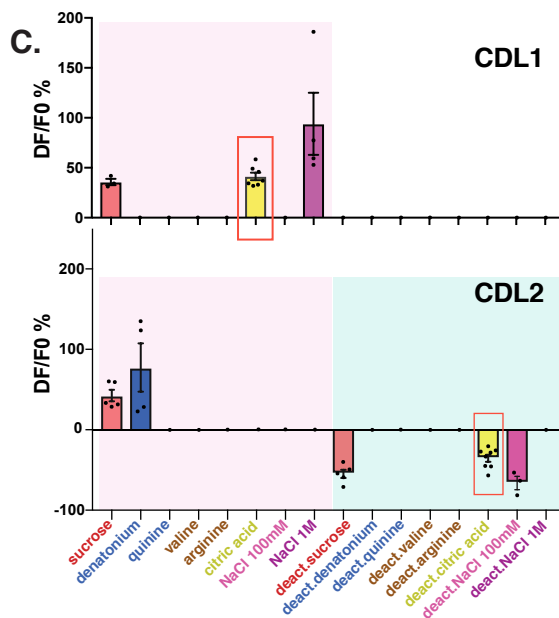 C.
CDL1
DF/F0 %
200
150
100
50
0
CDL2
DF/F0 %
200
100
0
-100
sucrose
denatonium
quinine
valine
arginine
citric acid
NaCl 100mM
NaCl 1M
deact.sucrose
deact.denatonium
deact.quinine
deact.valine
deact.arginine
deact.citric acid
deact.NaCl 100mM
deact.NaCl 1M